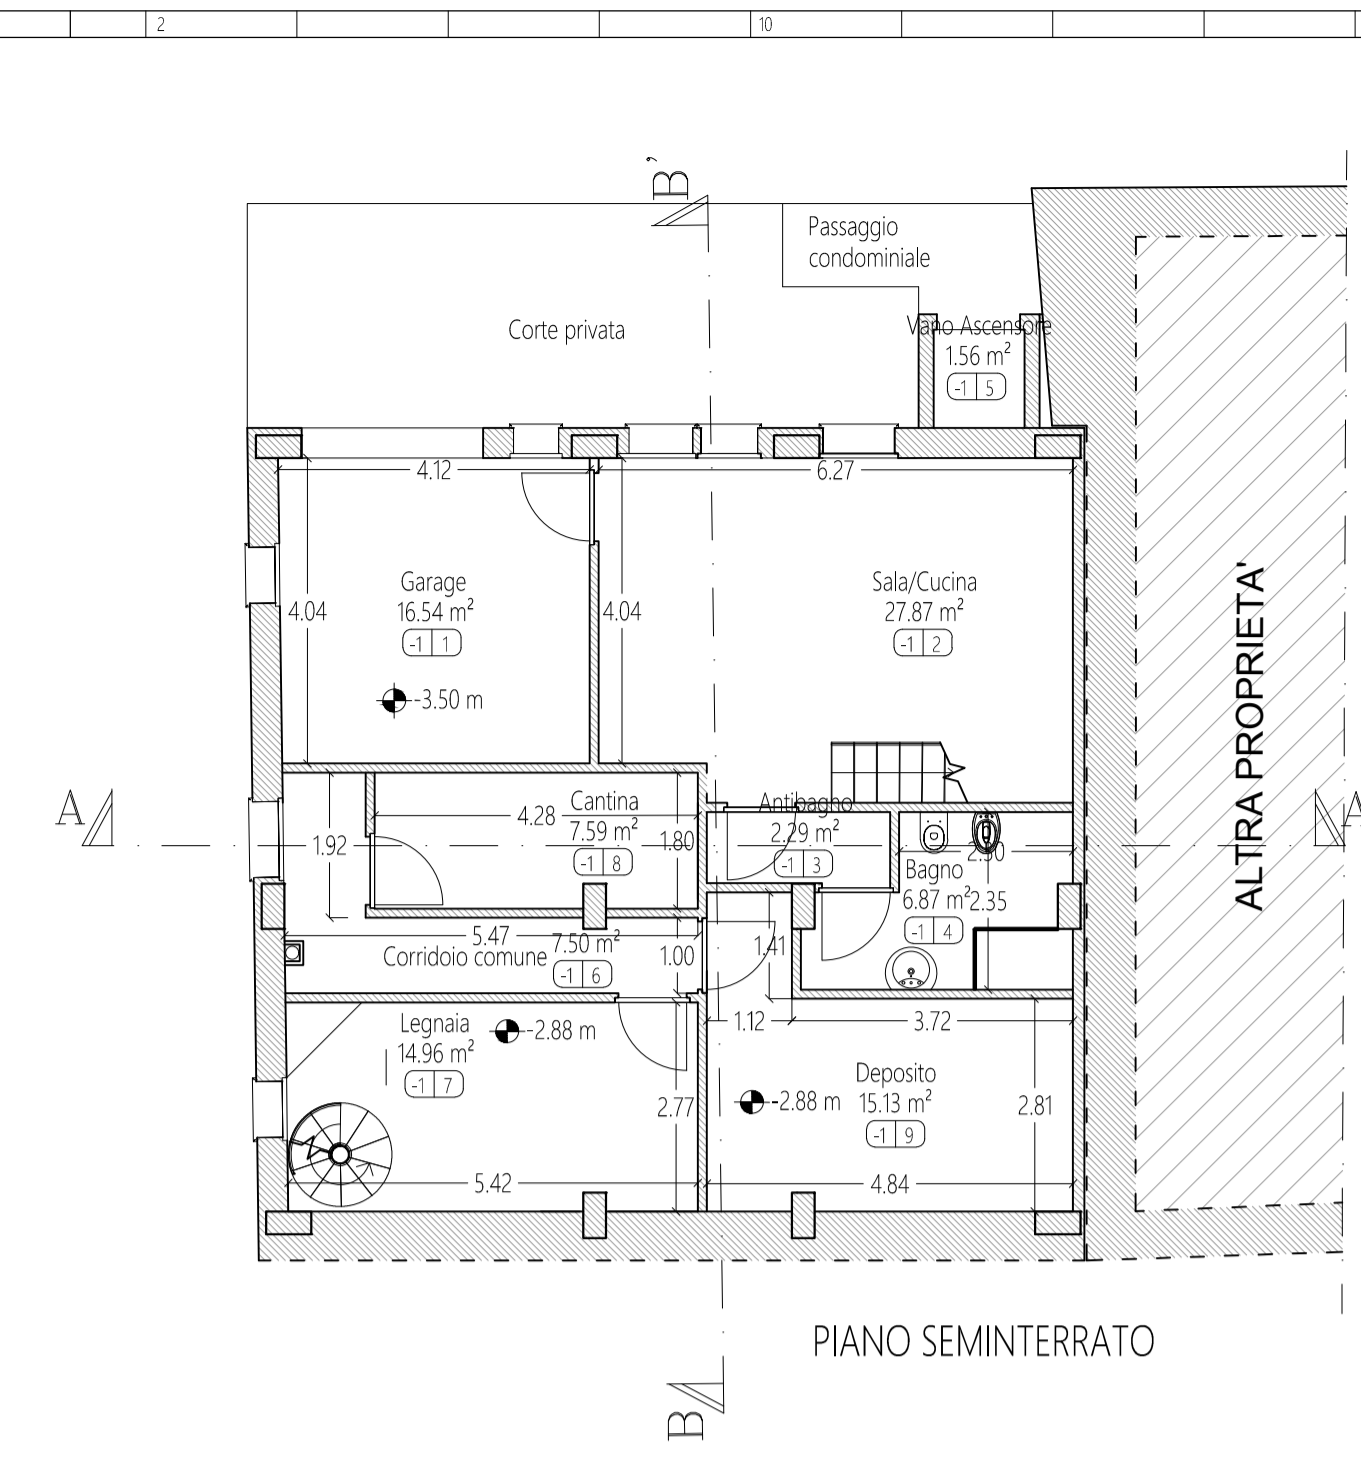 2
10
B'
Passaggio
condominiale
Corte privata
Vano Ascensore
1.56 m²
-1 5
4.12
6.27
Garage
16.54 m²
-1 1
4.04
4.04
-3.50 m
Sala/Cucina
27.87 m²
-1 2
ALTRA PROPRIETA'
A
A
1.92
4.28
Cantina
7.59 m²
-1 8
1.80
Antibagno
2.29 m²
-1 3
2.30
Bagno
6.87 m²
-1 4
2.35
5.47
7.50 m²
Corridoio comune
-1 6
1.00
1.41
1.12
3.72
Legnaia
14.96 m²
-1 7
-2.88 m
2.77
5.42
-2.88 m
Deposito
15.13 m²
-1 9
2.81
4.84
PIANO SEMINTERRATO
B